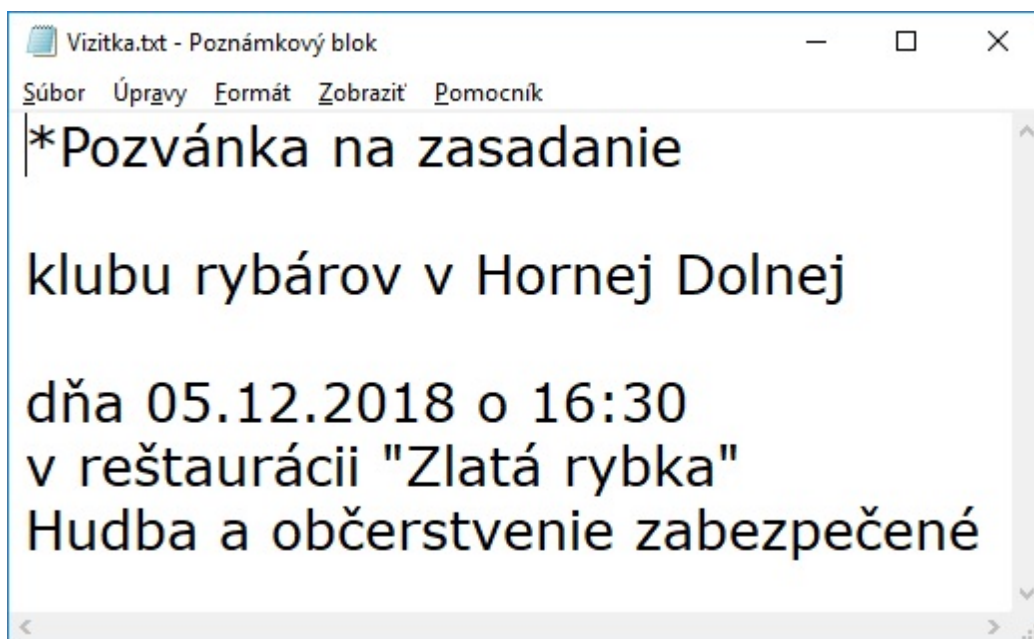 Vizitka.txt - Poznámkový blok
Súbor Úpravy Formát Zobraziť Pomocník
*Pozvánka na zasadanie
klubu rybárov v Hornej Dolnej
dňa 05.12.2018 o 16:30
v reštaurácii "Zlatá rybka"
Hudba a občerstvenie zabezpečené